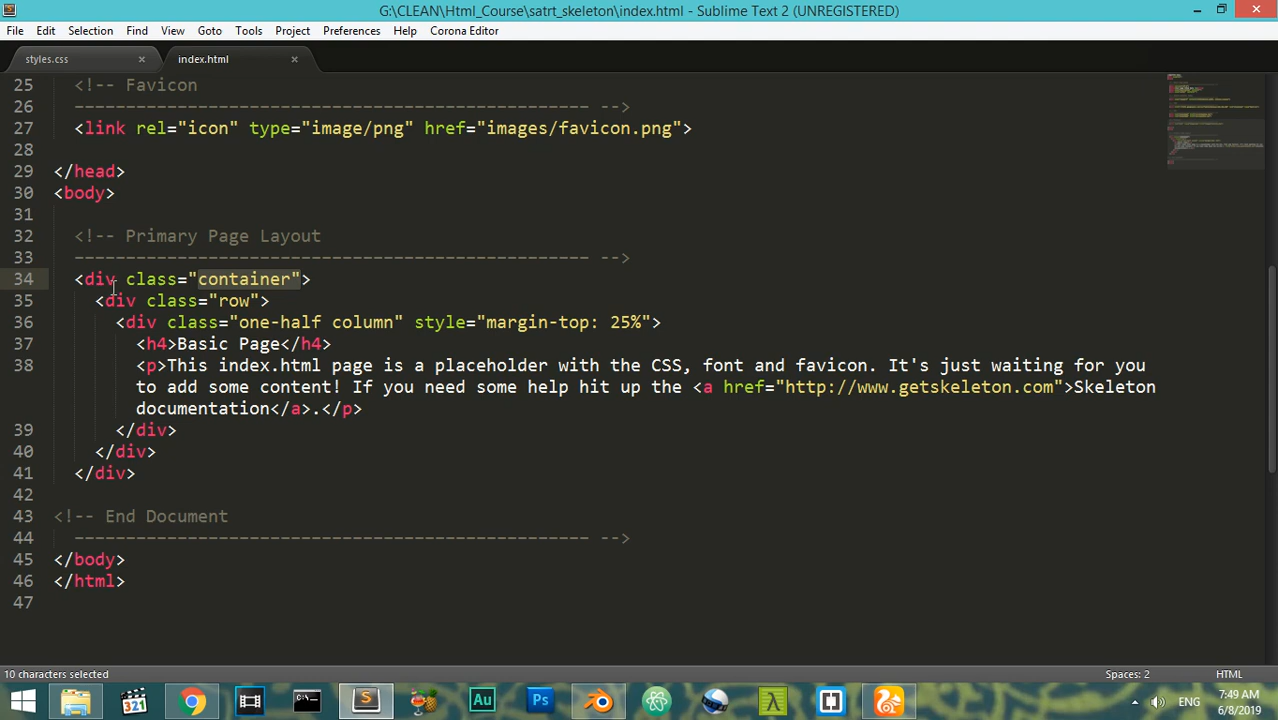 G:\CLEAN\Html_Course\satrt_skeleton\index.html - Sublime Text 2 (UNREGISTERED)
File Edit Selection Find View Goto Tools Project Preferences Help Corona Editor
styles.css index.html
25 <!-- Favicon
26 –––––––––––––––––––––––––––––––––––––––––––––––––– -->
27 <link rel="icon" type="image/png" href="images/favicon.png">
28
29 </head>
30 <body>
31
32 <!-- Primary Page Layout
33 –––––––––––––––––––––––––––––––––––––––––––––––––– -->
34 <div class="container">
35 <div class="row">
36 <div class="one-half column" style="margin-top: 25%">
37 <h4>Basic Page</h4>
38 <p>This index.html page is a placeholder with the CSS, font and favicon. It's just waiting for you
to add some content! If you need some help hit up the <a href="http://www.getskeleton.com">Skeleton
documentation</a>.</p>
39 </div>
40 </div>
41 </div>
42
43 <!-- End Document
44 –––––––––––––––––––––––––––––––––––––––––––––––––– -->
45 </body>
46 </html>
47
10 characters selected Spaces: 2 HTML
321 Au Ps ENG 7:49 AM
6/8/2019